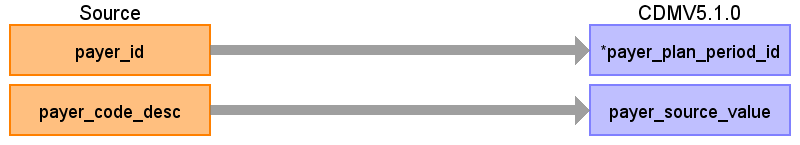 Source CDMV5.1.0
payer_id *payer_plan_period_id
payer_code_desc payer_source_value